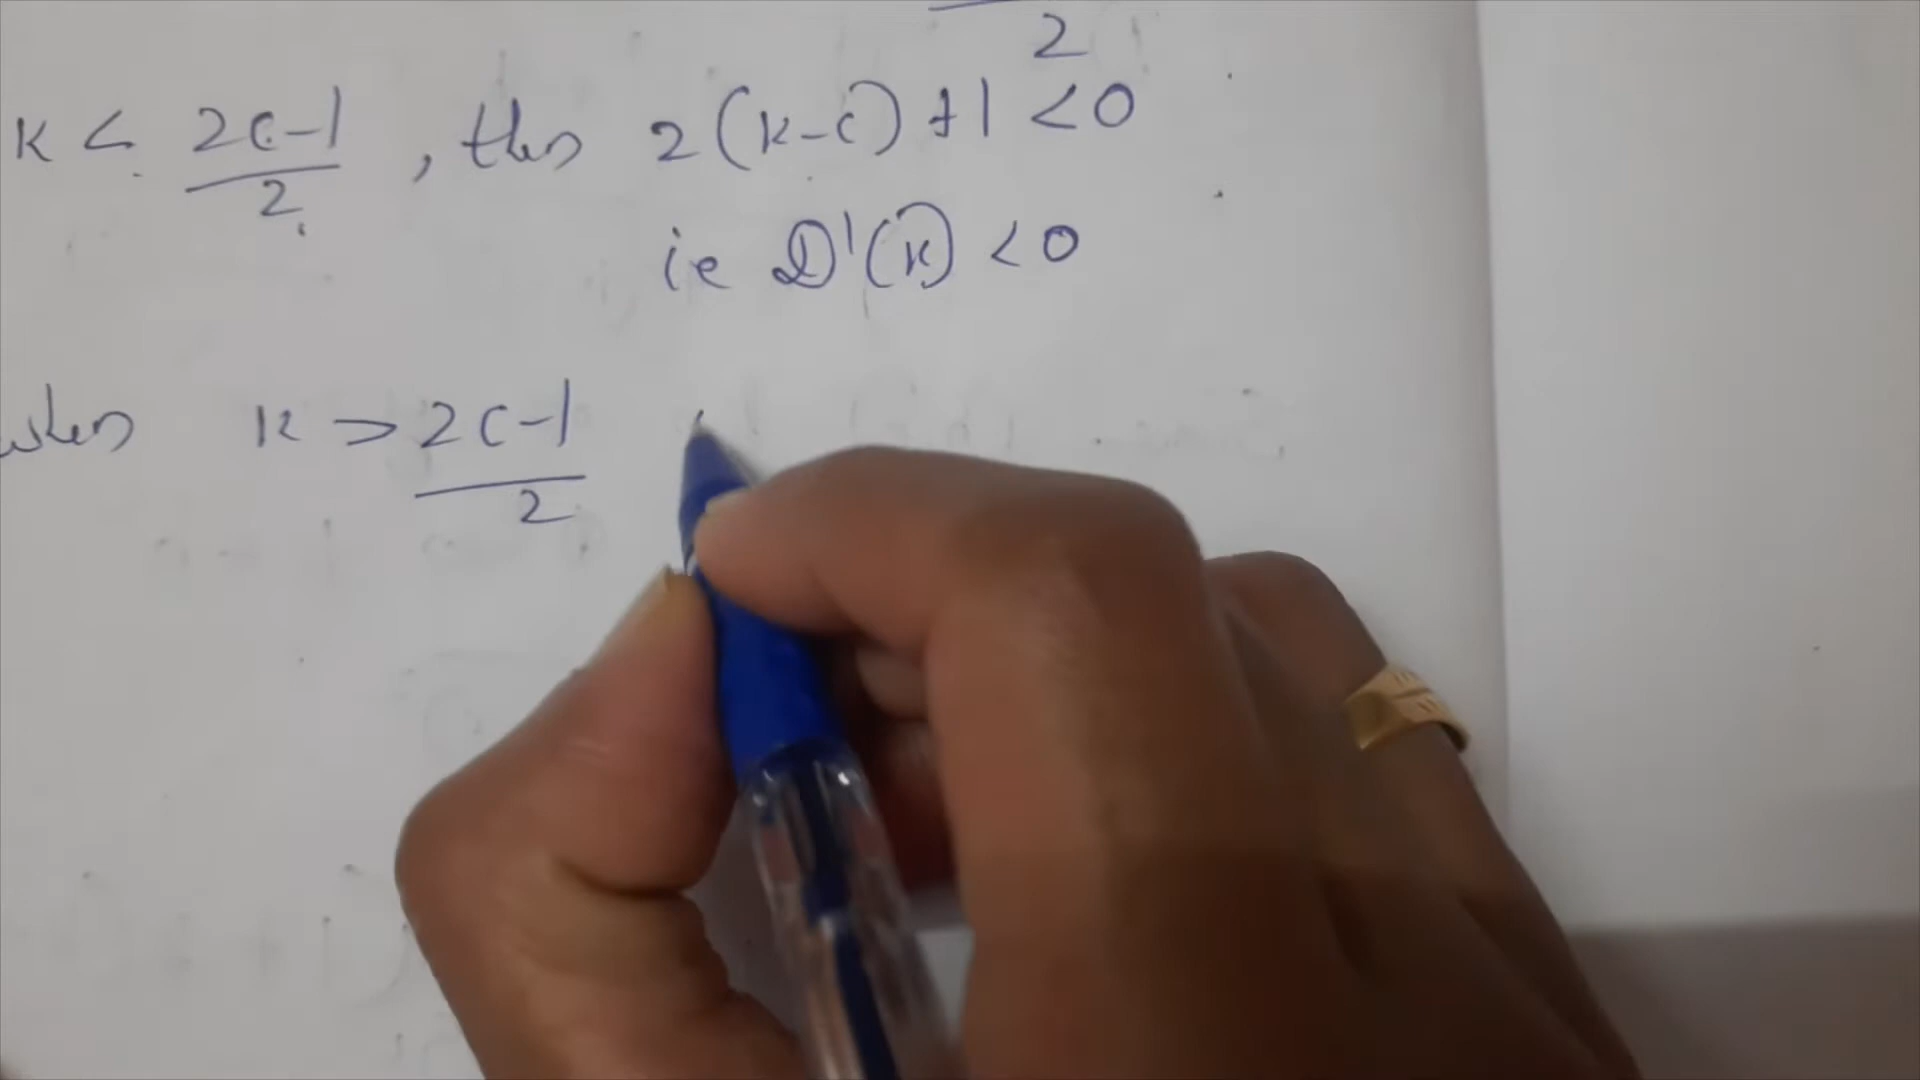 2
K < 2c-1/2, then 2(k-c)+1 <0
ie D'(k) <0
when k > 2c-1/2